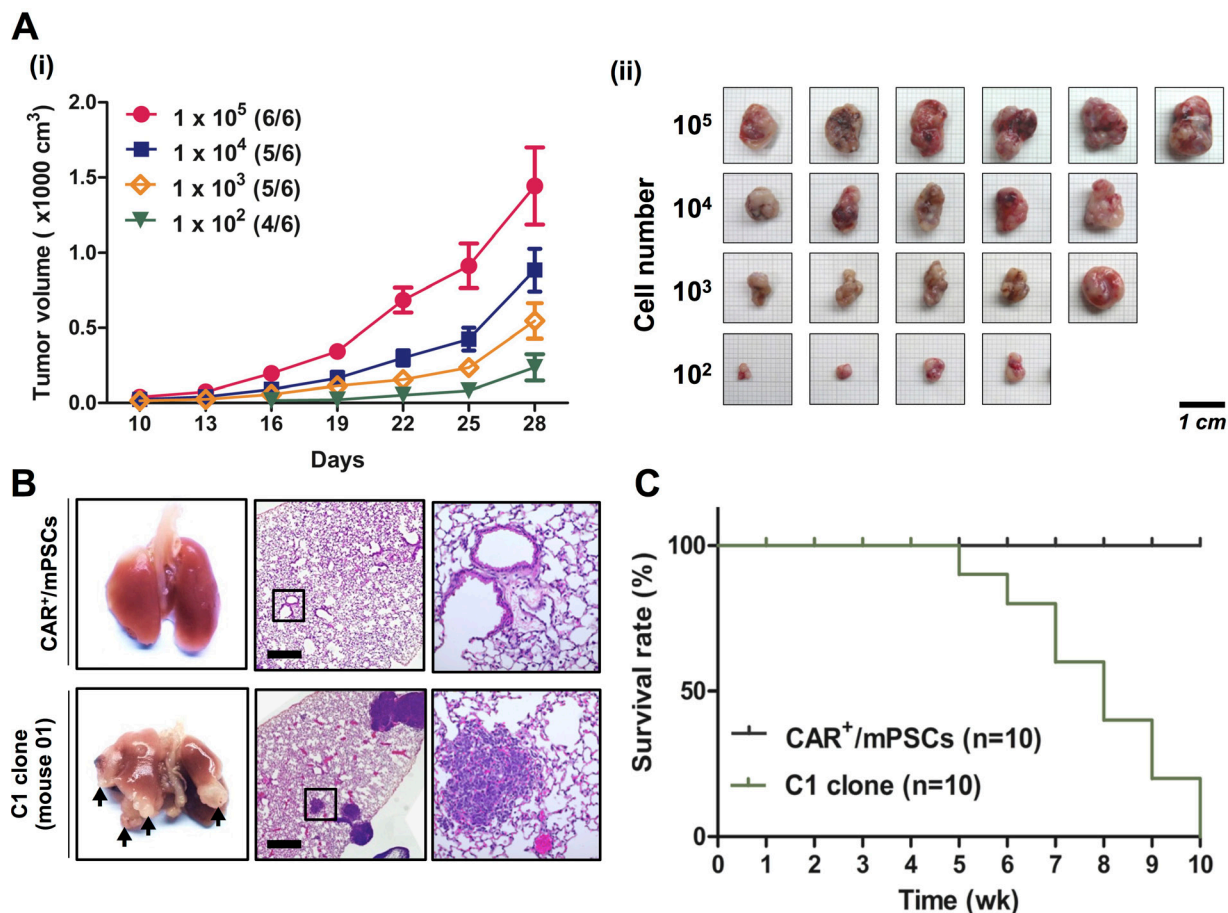 A
(i)
2.0
1.5
1.0
0.5
0.0
Tumor volume ( x1000 cm³)
1 x 10⁵ (6/6)
1 x 10⁴ (5/6)
1 x 10³ (5/6)
1 x 10² (4/6)
10 13 16 19 22 25 28
Days
(ii)
Cell number
10⁵
10⁴
10³
10²
1 cm
B
CAR⁺/mPSCs
C1 clone
(mouse 01)
C
Survival rate (%)
100
50
0
CAR⁺/mPSCs (n=10)
C1 clone (n=10)
0 1 2 3 4 5 6 7 8 9 10
Time (wk)